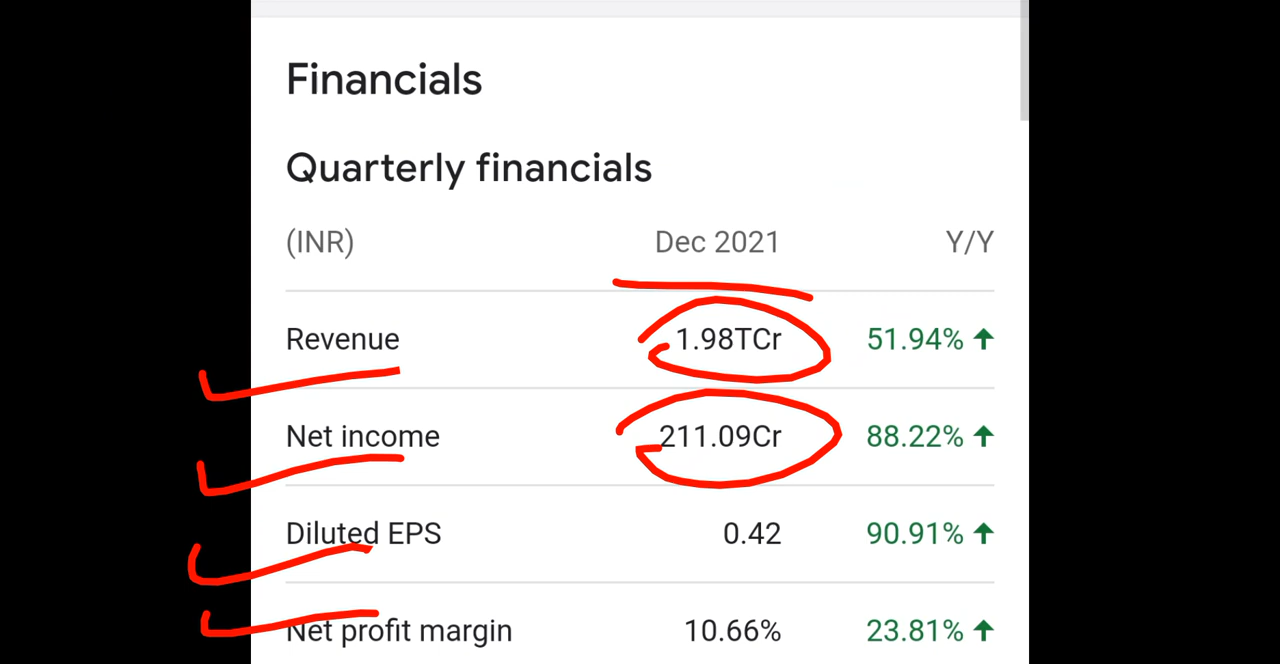 Financials
Quarterly financials
(INR) Dec 2021 Y/Y
Revenue 1.98TCr 51.94%
Net income 211.09Cr 88.22%
Diluted EPS 0.42 90.91%
Net profit margin 10.66% 23.81%